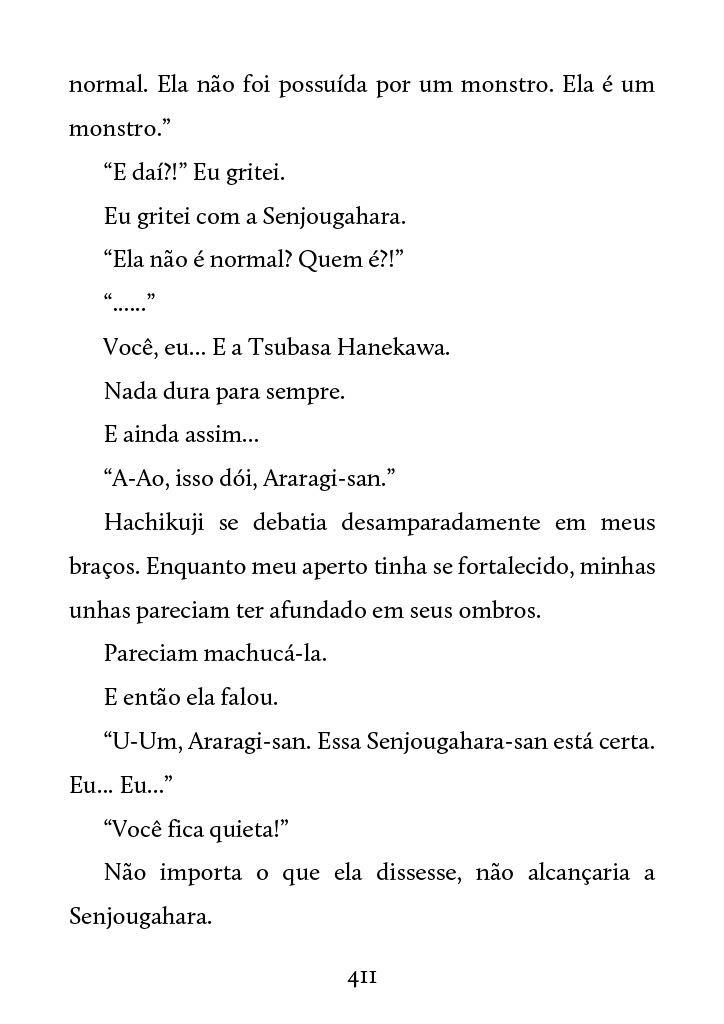 normal. Ela não foi possuída por um monstro. Ela é um
monstro.”
“E daí?!” Eu gritei.
Eu gritei com a Senjougahara.
“Ela não é normal? Quem é?!”
“......”
Você, eu... E a Tsubasa Hanekawa.
Nada dura para sempre.
E ainda assim...
“A-Ao, isso dói, Araragi-san.”
Hachikuji se debatia desamparadamente em meus
braços. Enquanto meu aperto tinha se fortalecido, minhas
unhas pareciam ter afundado em seus ombros.
Pareciam machucá-la.
E então ela falou.
“U-Um, Araragi-san. Essa Senjougahara-san está certa.
Eu... Eu...”
“Você fica quieta!”
Não importa o que ela dissesse, não alcançaria a
Senjougahara.
411